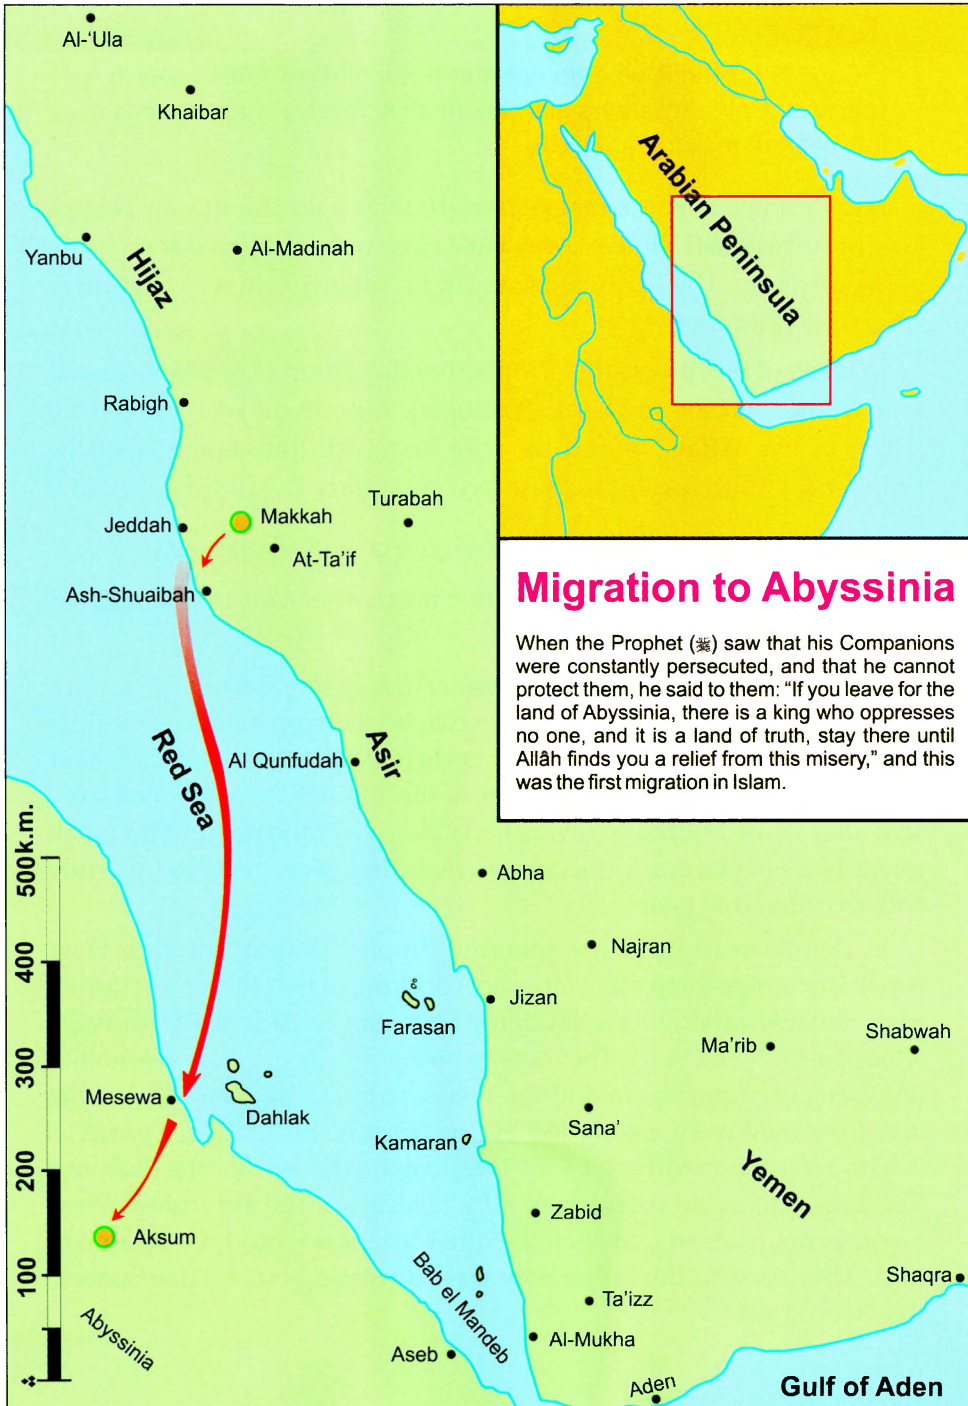 Al-‘Ula
Khaibar
Yanbu
Hijaz
Al-Madinah
Rabigh
Turabah
Jeddah
Makkah
At-Ta'if
Ash-Shuaibah
Red Sea
Al Qunfudah
Asir
Abha
Najran
Jizan
Farasan
Ma'rib
Shabwah
Mesewa
Dahlak
Sana'
Kamaran
Yemen
Zabid
Aksum
Bab el Mandeb
Shaqra
Ta'izz
Abyssinia
Al-Mukha
Aseb
Aden
Gulf of Aden
500k.m.
400
300
200
100
Arabian Peninsula
Migration to Abyssinia
When the Prophet (ﷺ) saw that his Companions
were constantly persecuted, and that he cannot
protect them, he said to them: “If you leave for the
land of Abyssinia, there is a king who oppresses
no one, and it is a land of truth, stay there until
Allâh finds you a relief from this misery,” and this
was the first migration in Islam.